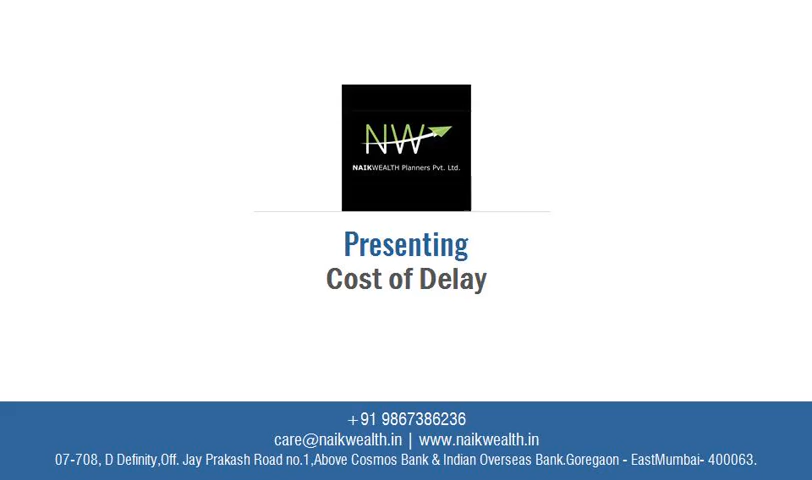 NW
NAIKWEALTH Planners Pvt. Ltd.
Presenting
Cost of Delay
+91 9867386236
care@naikwealth.in | www.naikwealth.in
07-708, D Definity,Off. Jay Prakash Road no.1,Above Cosmos Bank & Indian Overseas Bank.Goregaon - EastMumbai- 400063.